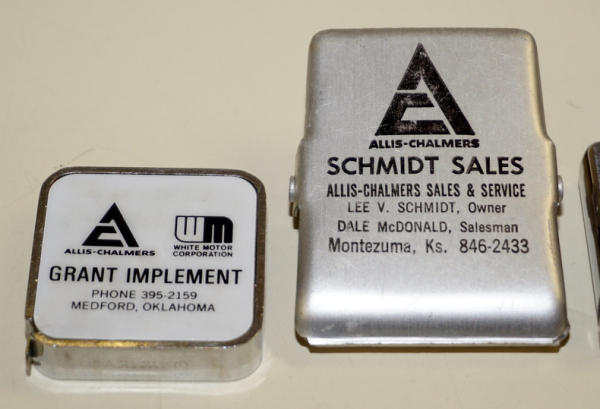 ALLIS-CHALMERS
WM
WHITE MOTOR
CORPORATION
GRANT IMPLEMENT
PHONE 395-2159
MEDFORD, OKLAHOMA
ALLIS-CHALMERS
SCHMIDT SALES
ALLIS-CHALMERS SALES & SERVICE
LEE V. SCHMIDT, Owner
DALE McDONALD, Salesman
Montezuma, Ks. 846-2433